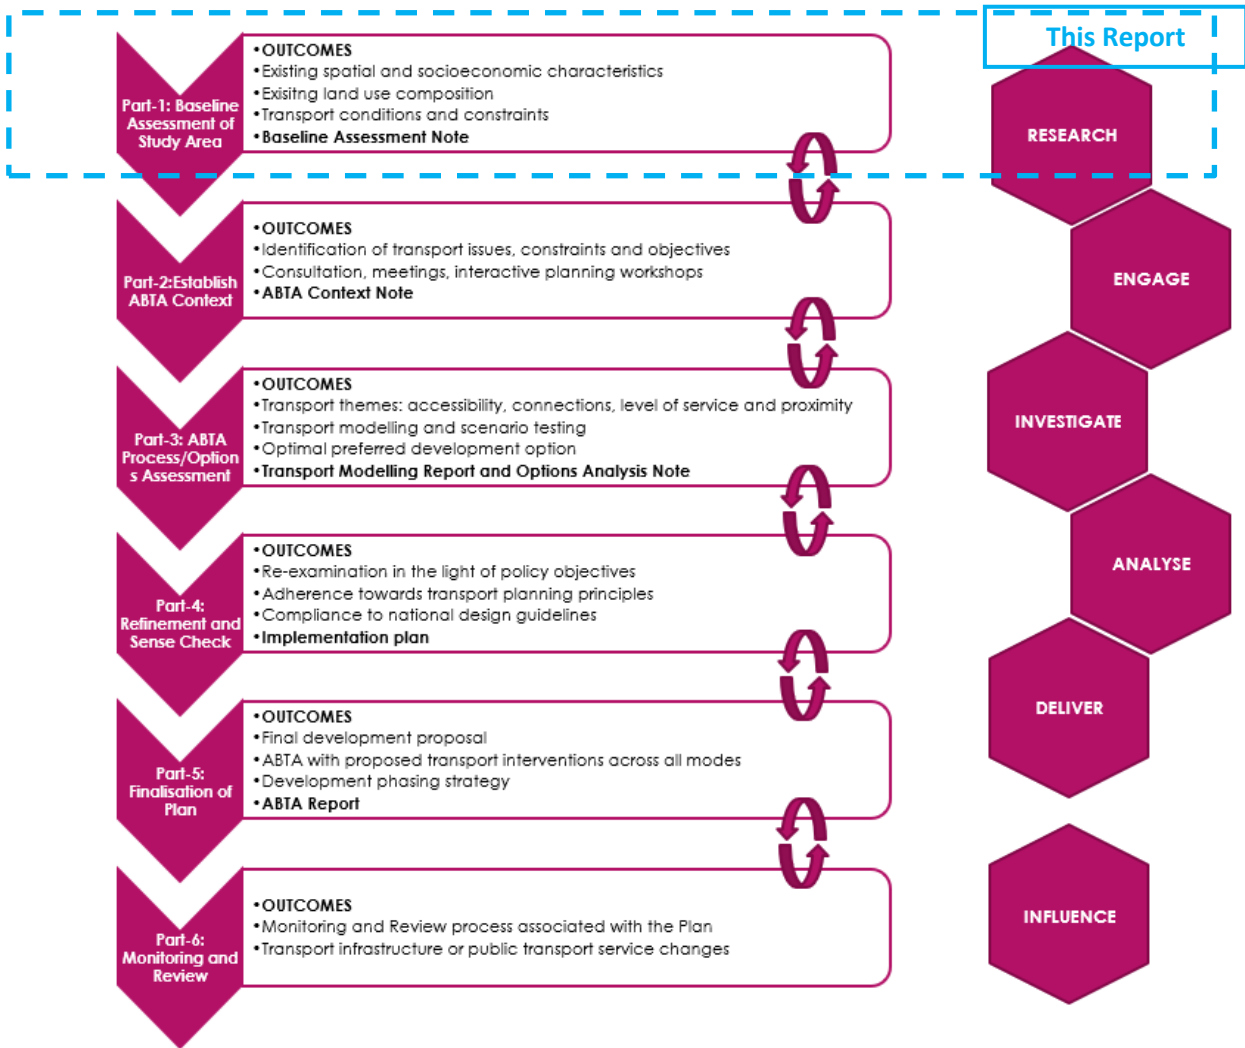 This Report
Part-1: Baseline
Assessment of
Study Area
•OUTCOMES
•Existing spatial and socioeconomic characteristics
•Exisitng land use composition
•Transport conditions and constraints
•Baseline Assessment Note
RESEARCH
Part-2:Establish
ABTA Context
•OUTCOMES
•Identification of transport issues, constraints and objectives
•Consultation, meetings, interactive planning workshops
•ABTA Context Note
ENGAGE
Part-3: ABTA
Process/Option
s Assessment
•OUTCOMES
•Transport themes: accessibility, connections, level of service and proximity
•Transport modelling and scenario testing
•Optimal preferred development option
•Transport Modelling Report and Options Analysis Note
INVESTIGATE
Part-4:
Refinement and
Sense Check
•OUTCOMES
•Re-examination in the light of policy objectives
•Adherence towards transport planning principles
•Compliance to national design guidelines
•Implementation plan
ANALYSE
Part-5:
Finalisation of
Plan
•OUTCOMES
•Final development proposal
•ABTA with proposed transport interventions across all modes
•Development phasing strategy
•ABTA Report
DELIVER
Part-6:
Monitoring and
Review
•OUTCOMES
•Monitoring and Review process associated with the Plan
•Transport infrastructure or public transport service changes
INFLUENCE